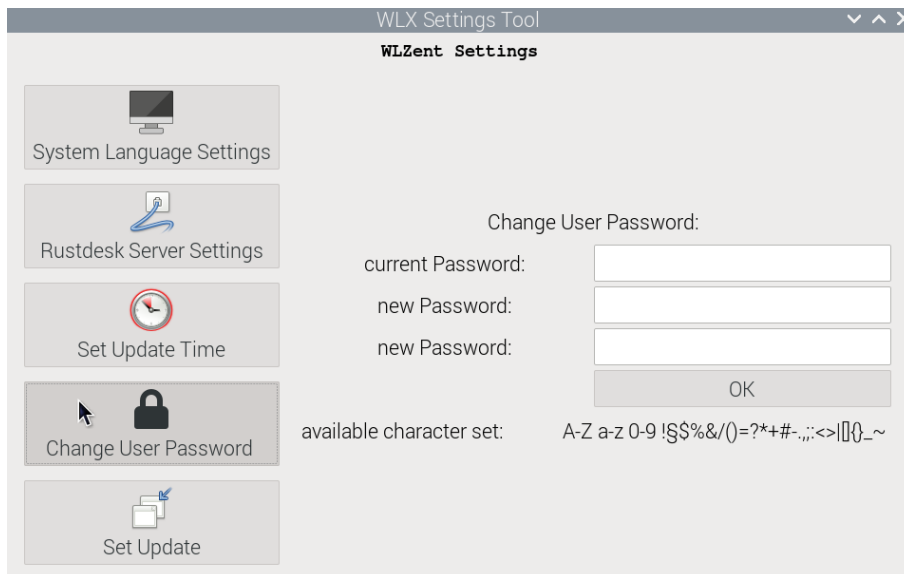 WLX Settings Tool
WLZent Settings
System Language Settings
Rustdesk Server Settings
Set Update Time
Change User Password
Set Update
Change User Password:
current Password:
new Password:
new Password:
OK
available character set: A-Z a-z 0-9 !§$%&/()=?*+#-.,;:<>|[]{}_~